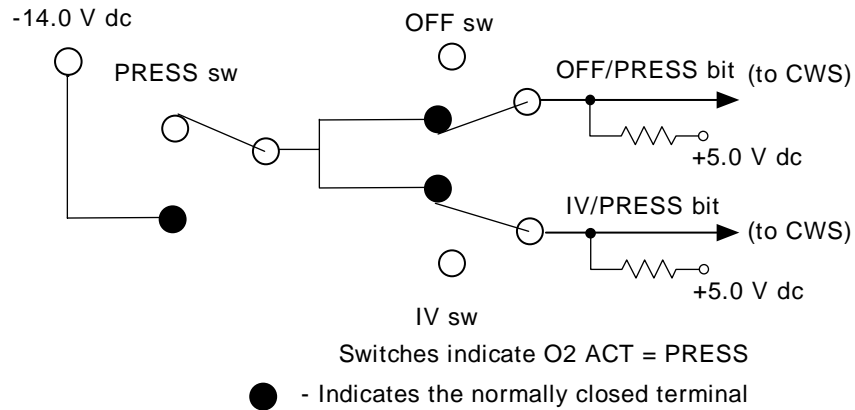 -14.0 V dc
OFF sw
PRESS sw
OFF/PRESS bit (to CWS)
+5.0 V dc
IV/PRESS bit (to CWS)
+5.0 V dc
IV sw
Switches indicate O2 ACT = PRESS
- Indicates the normally closed terminal